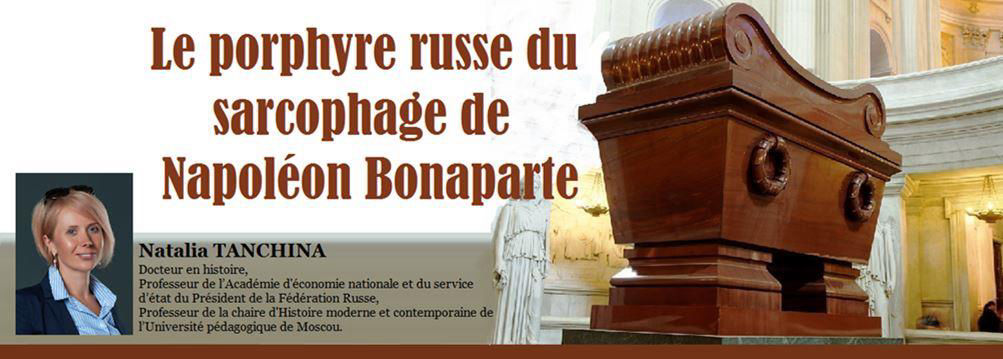 Le porphyre russe du
sarcophage de
Napoléon Bonaparte
Natalia TANCHINA
Docteur en histoire,
Professeur de l'Académie d'économie nationale et du service
d'état du Président de la Fédération Russe,
Professeur de la chaire d'Histoire moderne et contemporaine de
l'Université pédagogique de Moscou.